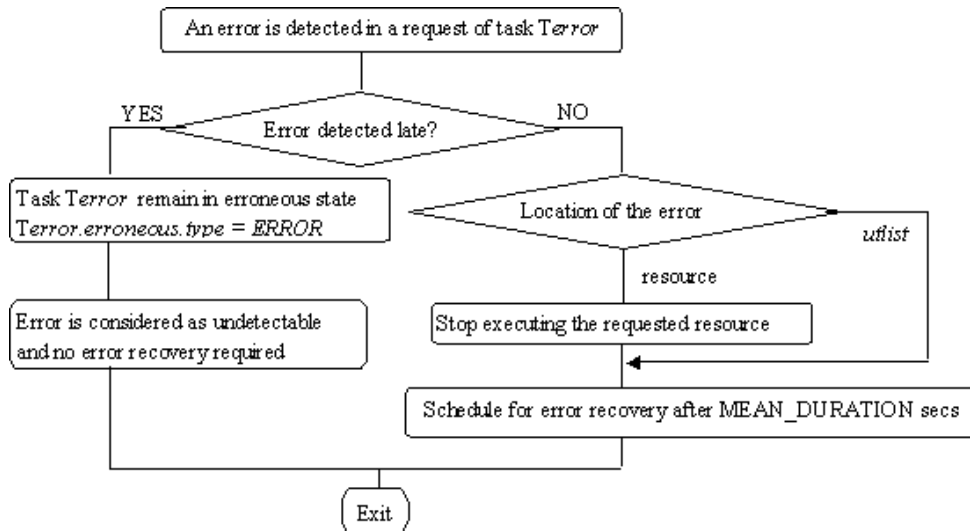 An error is detected in a request of task Terror
YES
NO
Error detected late?
Task Terror remain in erroneous state
Terror.erroneous.type = ERROR
Location of the error
utlist
resource
Error is considered as undetectable
and no error recovery required
Stop executing the requested resource
Schedule for error recovery after MEAN_DURATION secs
Exit